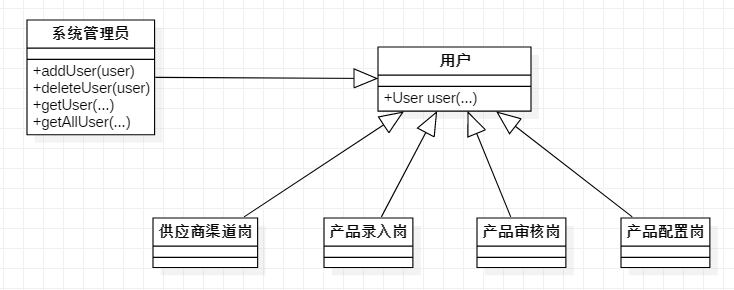 系统管理员
+addUser(user)
+deleteUser(user)
+getUser(...)
+getAllUser(...)
用户
+User user(...)
供应商渠道岗
产品录入岗
产品审核岗
产品配置岗